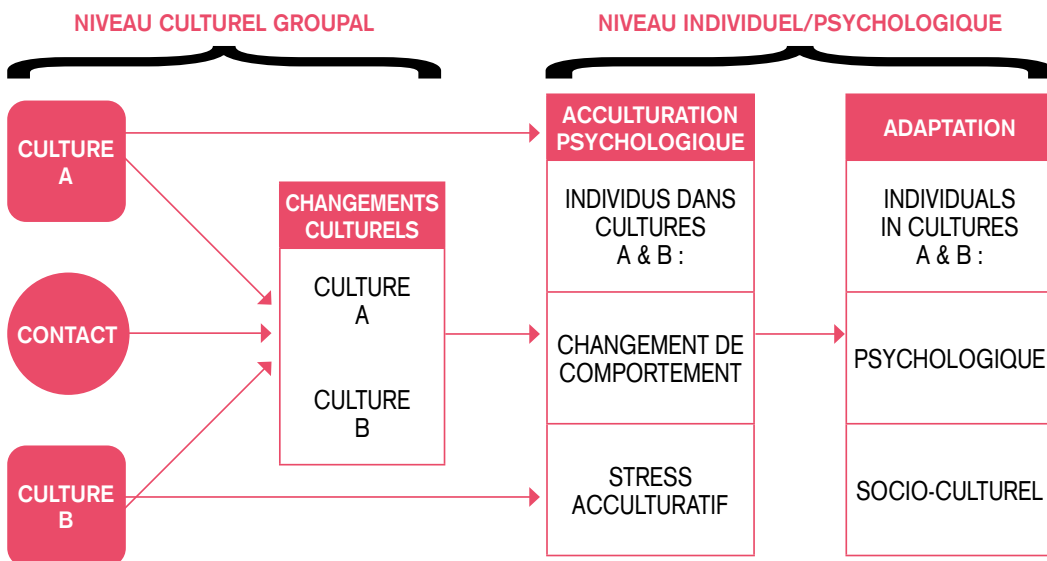 NIVEAU CULTUREL GROUPAL
NIVEAU INDIVIDUEL/PSYCHOLOGIQUE
CULTURE
A
CONTACT
CULTURE
B
CHANGEMENTS
CULTURELS
CULTURE
A
CULTURE
B
ACCULTURATION
PSYCHOLOGIQUE
INDIVIDUS DANS
CULTURES
A & B :
CHANGEMENT DE
COMPORTEMENT
STRESS
ACCULTURATIF
ADAPTATION
INDIVIDUALS
IN CULTURES
A & B :
PSYCHOLOGIQUE
SOCIO-CULTUREL